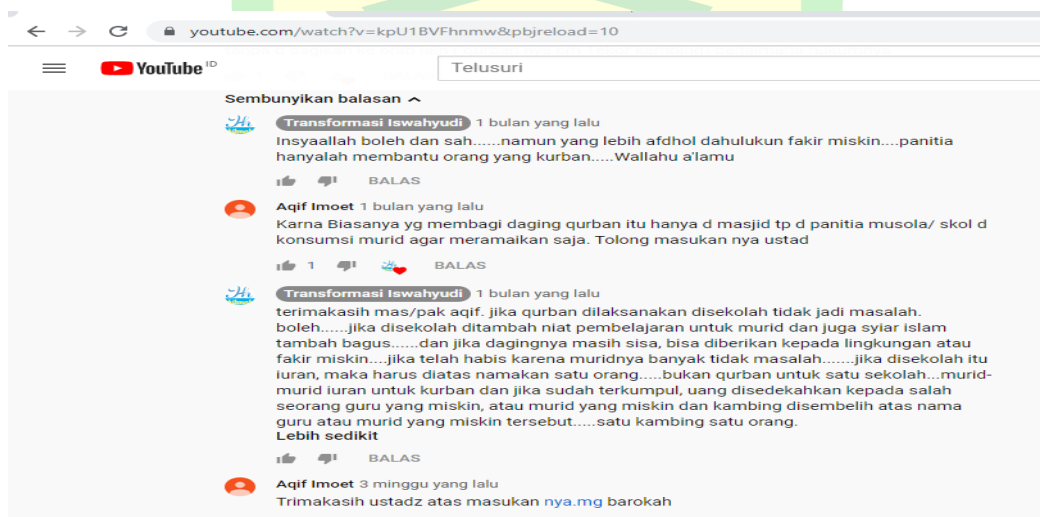 youtube.com/watch?v=kpU1BVFhnmw&pbjreload=10
YouTube ID
Telusuri
Sembunyikan balasan
Transformasi Iswahyudi 1 bulan yang lalu
Insyaallah boleh dan sah......namun yang lebih afdhol dahulukun fakir miskin....panitia
hanyalah membantu orang yang kurban.....Wallahu a'lamu
BALAS
Aqif Imoet 1 bulan yang lalu
Karna Biasanya yg membagi daging qurban itu hanya d masjid tp d panitia musola/ skol d
konsumsi murid agar meramaikan saja. Tolong masukan nya ustad
1 BALAS
Transformasi Iswahyudi 1 bulan yang lalu
terimakasih mas/pak aqif. jika qurban dilaksanakan disekolah tidak jadi masalah.
boleh......jika disekolah ditambah niat pembelajaran untuk murid dan juga syiar islam
tambah bagus......dan jika dagingnya masih sisa, bisa diberikan kepada lingkungan atau
fakir miskin....jika telah habis karena muridnya banyak tidak masalah.......jika disekolah itu
iuran, maka harus diatas namakan satu orang.....bukan qurban untuk satu sekolah...murid-
murid iuran untuk kurban dan jika sudah terkumpul, uang disedekahkan kepada salah
seorang guru yang miskin, atau murid yang miskin dan kambing disembelih atas nama
guru atau murid yang miskin tersebut.....satu kambing satu orang.
Lebih sedikit
BALAS
Aqif Imoet 3 minggu yang lalu
Trimakasih ustadz atas masukan nya.mg barokah